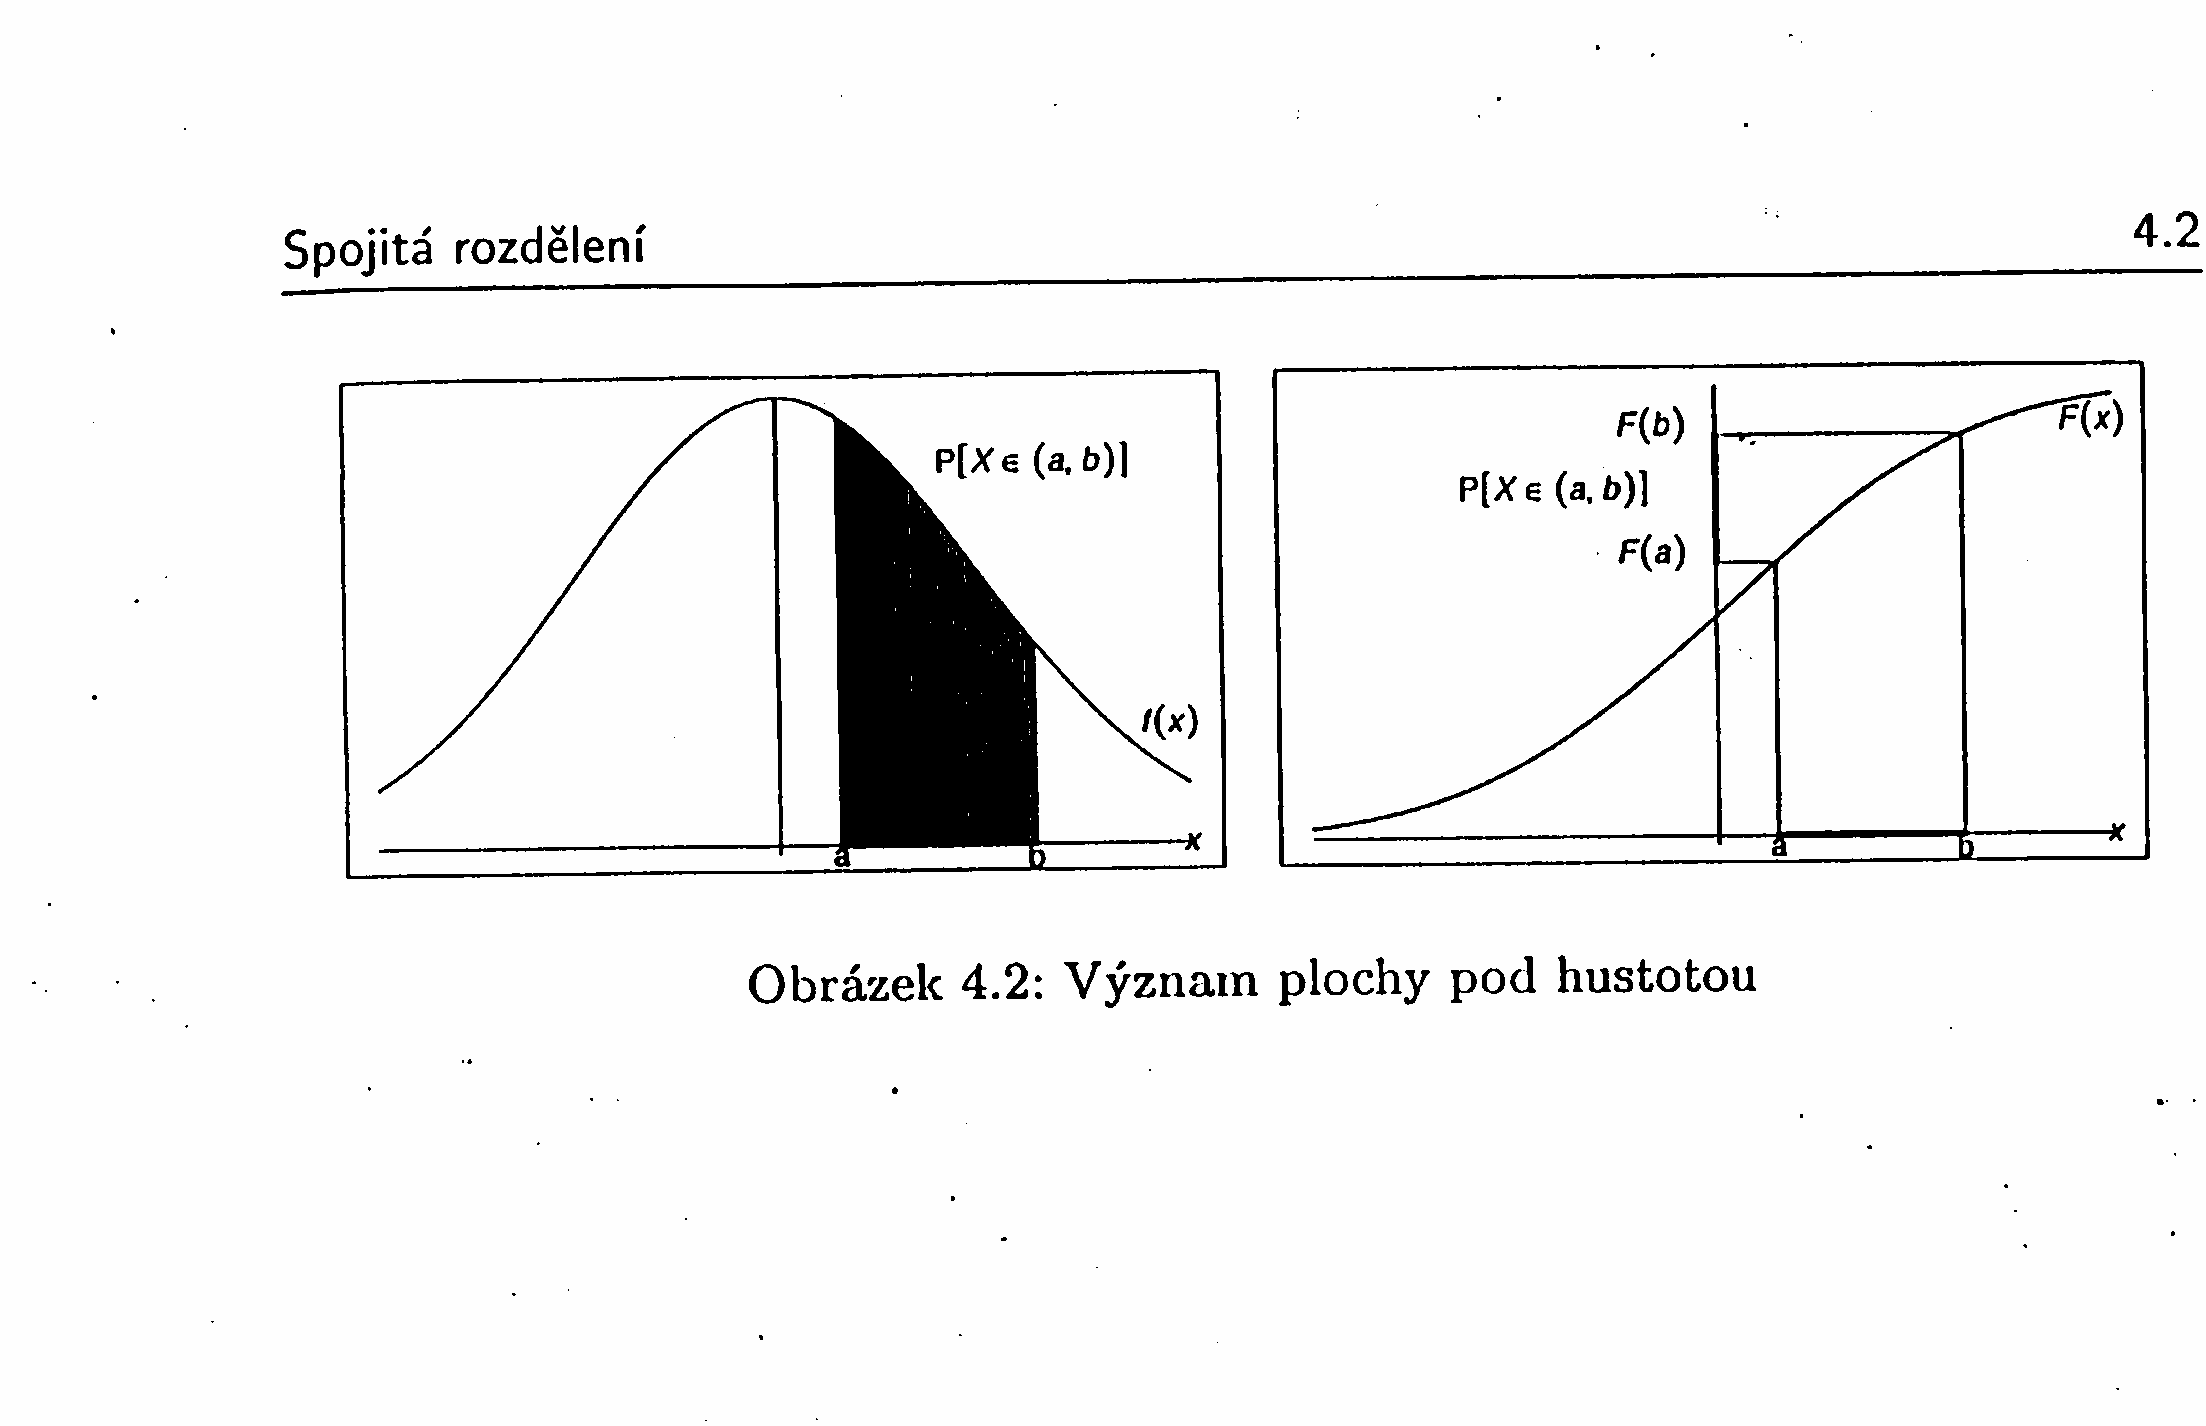 Spojitá rozdělení 4.2
P[X ∈ (a, b)]
f(x)
a b x
F(b)
F(x)
P[X ∈ (a, b)]
F(a)
a b x
Obrázek 4.2: Význam plochy pod hustotou